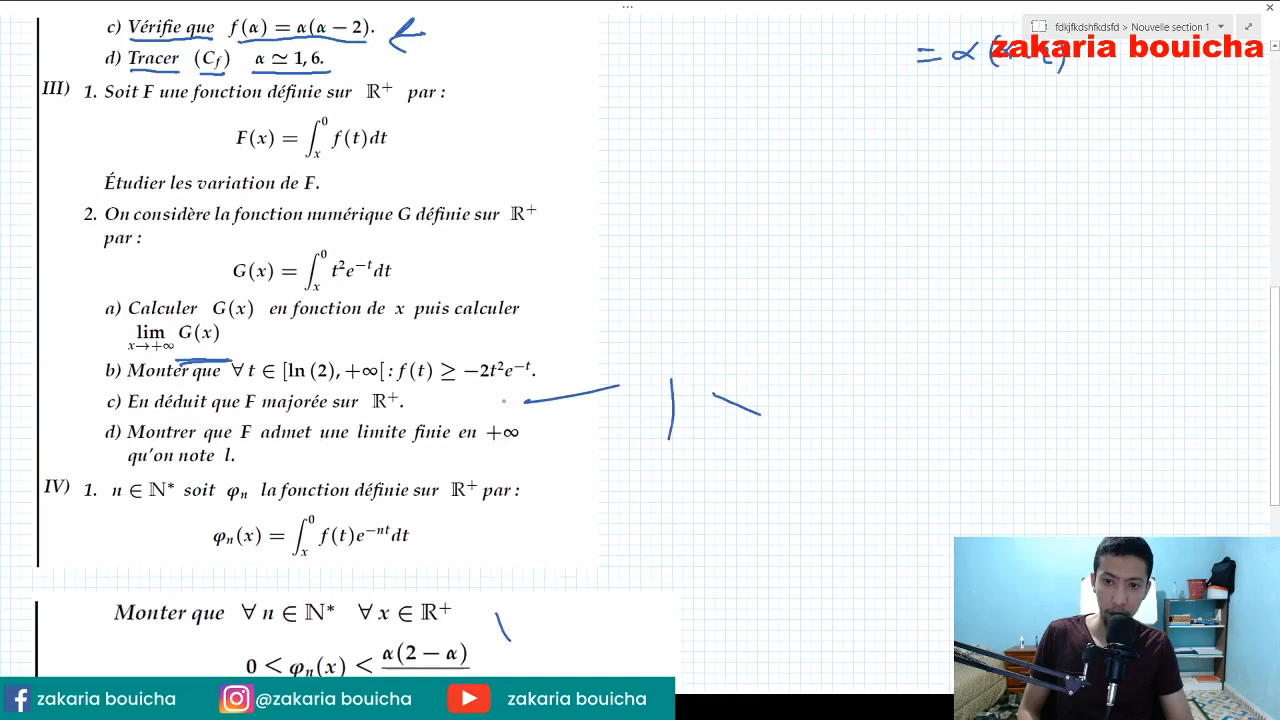 c) Vérifie que f(α) = α(α − 2).
d) Tracer (C_f) α ≃ 1,6.
III) 1. Soit F une fonction définie sur ℝ⁺ par :
F(x) = ∫_x^0 f(t)dt
Étudier les variation de F.
2. On considère la fonction numérique G définie sur ℝ⁺
par :
G(x) = ∫_x^0 t²e^{−t}dt
a) Calculer G(x) en fonction de x puis calculer
lim_{x→+∞} G(x)
b) Monter que ∀ t ∈ [ln (2), +∞[ : f(t) ≥ −2t²e^{−t}.
c) En déduit que F majorée sur ℝ⁺.
d) Montrer que F admet une limite finie en +∞
qu'on note l.
IV) 1. n ∈ ℕ* soit φ_n la fonction définie sur ℝ⁺ par :
φ_n(x) = ∫_x^0 f(t)e^{−nt}dt
Monter que ∀ n ∈ ℕ* ∀ x ∈ ℝ⁺
0 < φ_n(x) < α(2 − α)
fdkjfkdshfkdsfd > Nouvelle section 1
zakaria bouicha
= α (
zakaria bouicha @zakaria bouicha zakaria bouicha